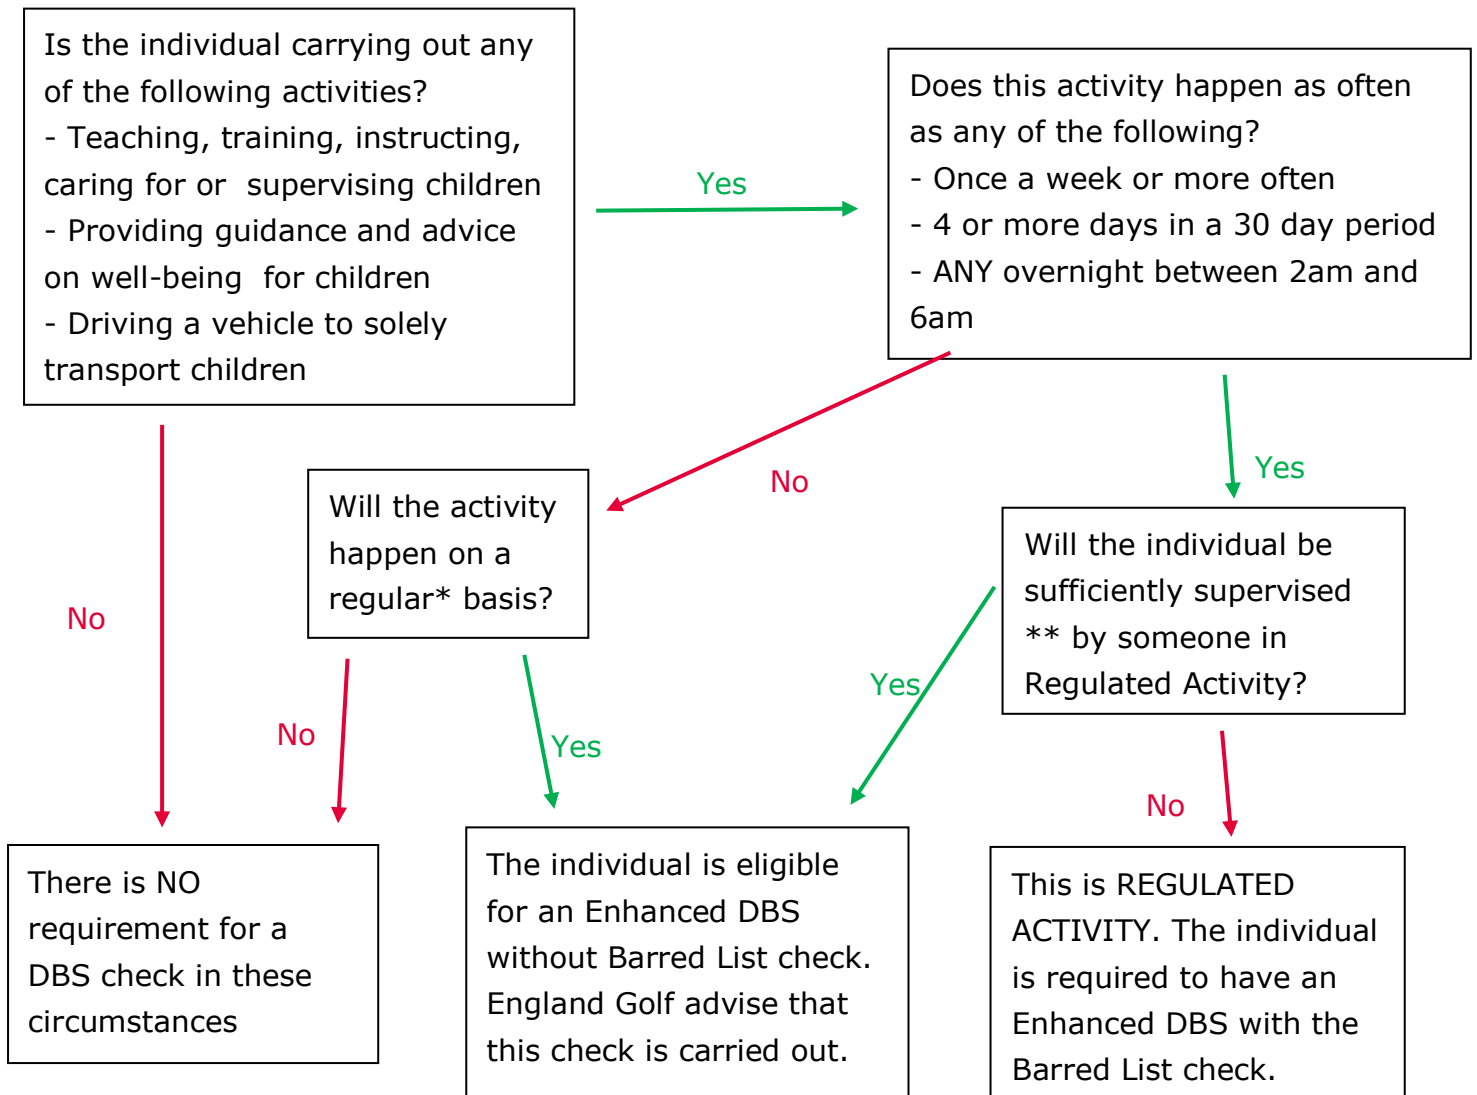 Is the individual carrying out any
of the following activities?
- Teaching, training, instructing,
caring for or  supervising children
- Providing guidance and advice
on well-being  for children
- Driving a vehicle to solely
transport children
Yes
Does this activity happen as often
as any of the following?
- Once a week or more often
- 4 or more days in a 30 day period
- ANY overnight between 2am and
6am
No
No
Yes
Will the activity
happen on a
regular* basis?
Will the individual be
sufficiently supervised
** by someone in
Regulated Activity?
No
Yes
Yes
No
There is NO
requirement for a
DBS check in these
circumstances
The individual is eligible
for an Enhanced DBS
without Barred List check.
England Golf advise that
this check is carried out.
This is REGULATED
ACTIVITY. The individual
is required to have an
Enhanced DBS with the
Barred List check.